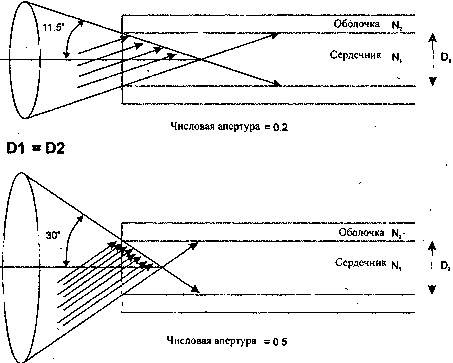 11.5°
Оболочка N₂
Сердечник N₁ D₁
Числовая апертура = 0.2
D1 = D2
30°
Оболочка N₂
Сердечник N₁ D₂
Числовая апертура = 0.5